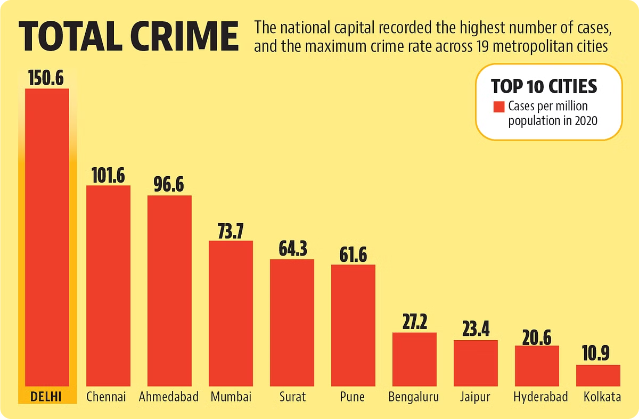 TOTAL CRIME
The national capital recorded the highest number of cases,
and the maximum crime rate across 19 metropolitan cities
TOP 10 CITIES
Cases per million
population in 2020
150.6
101.6
96.6
73.7
64.3
61.6
27.2
23.4
20.6
10.9
DELHI Chennai Ahmedabad Mumbai Surat Pune Bengaluru Jaipur Hyderabad Kolkata